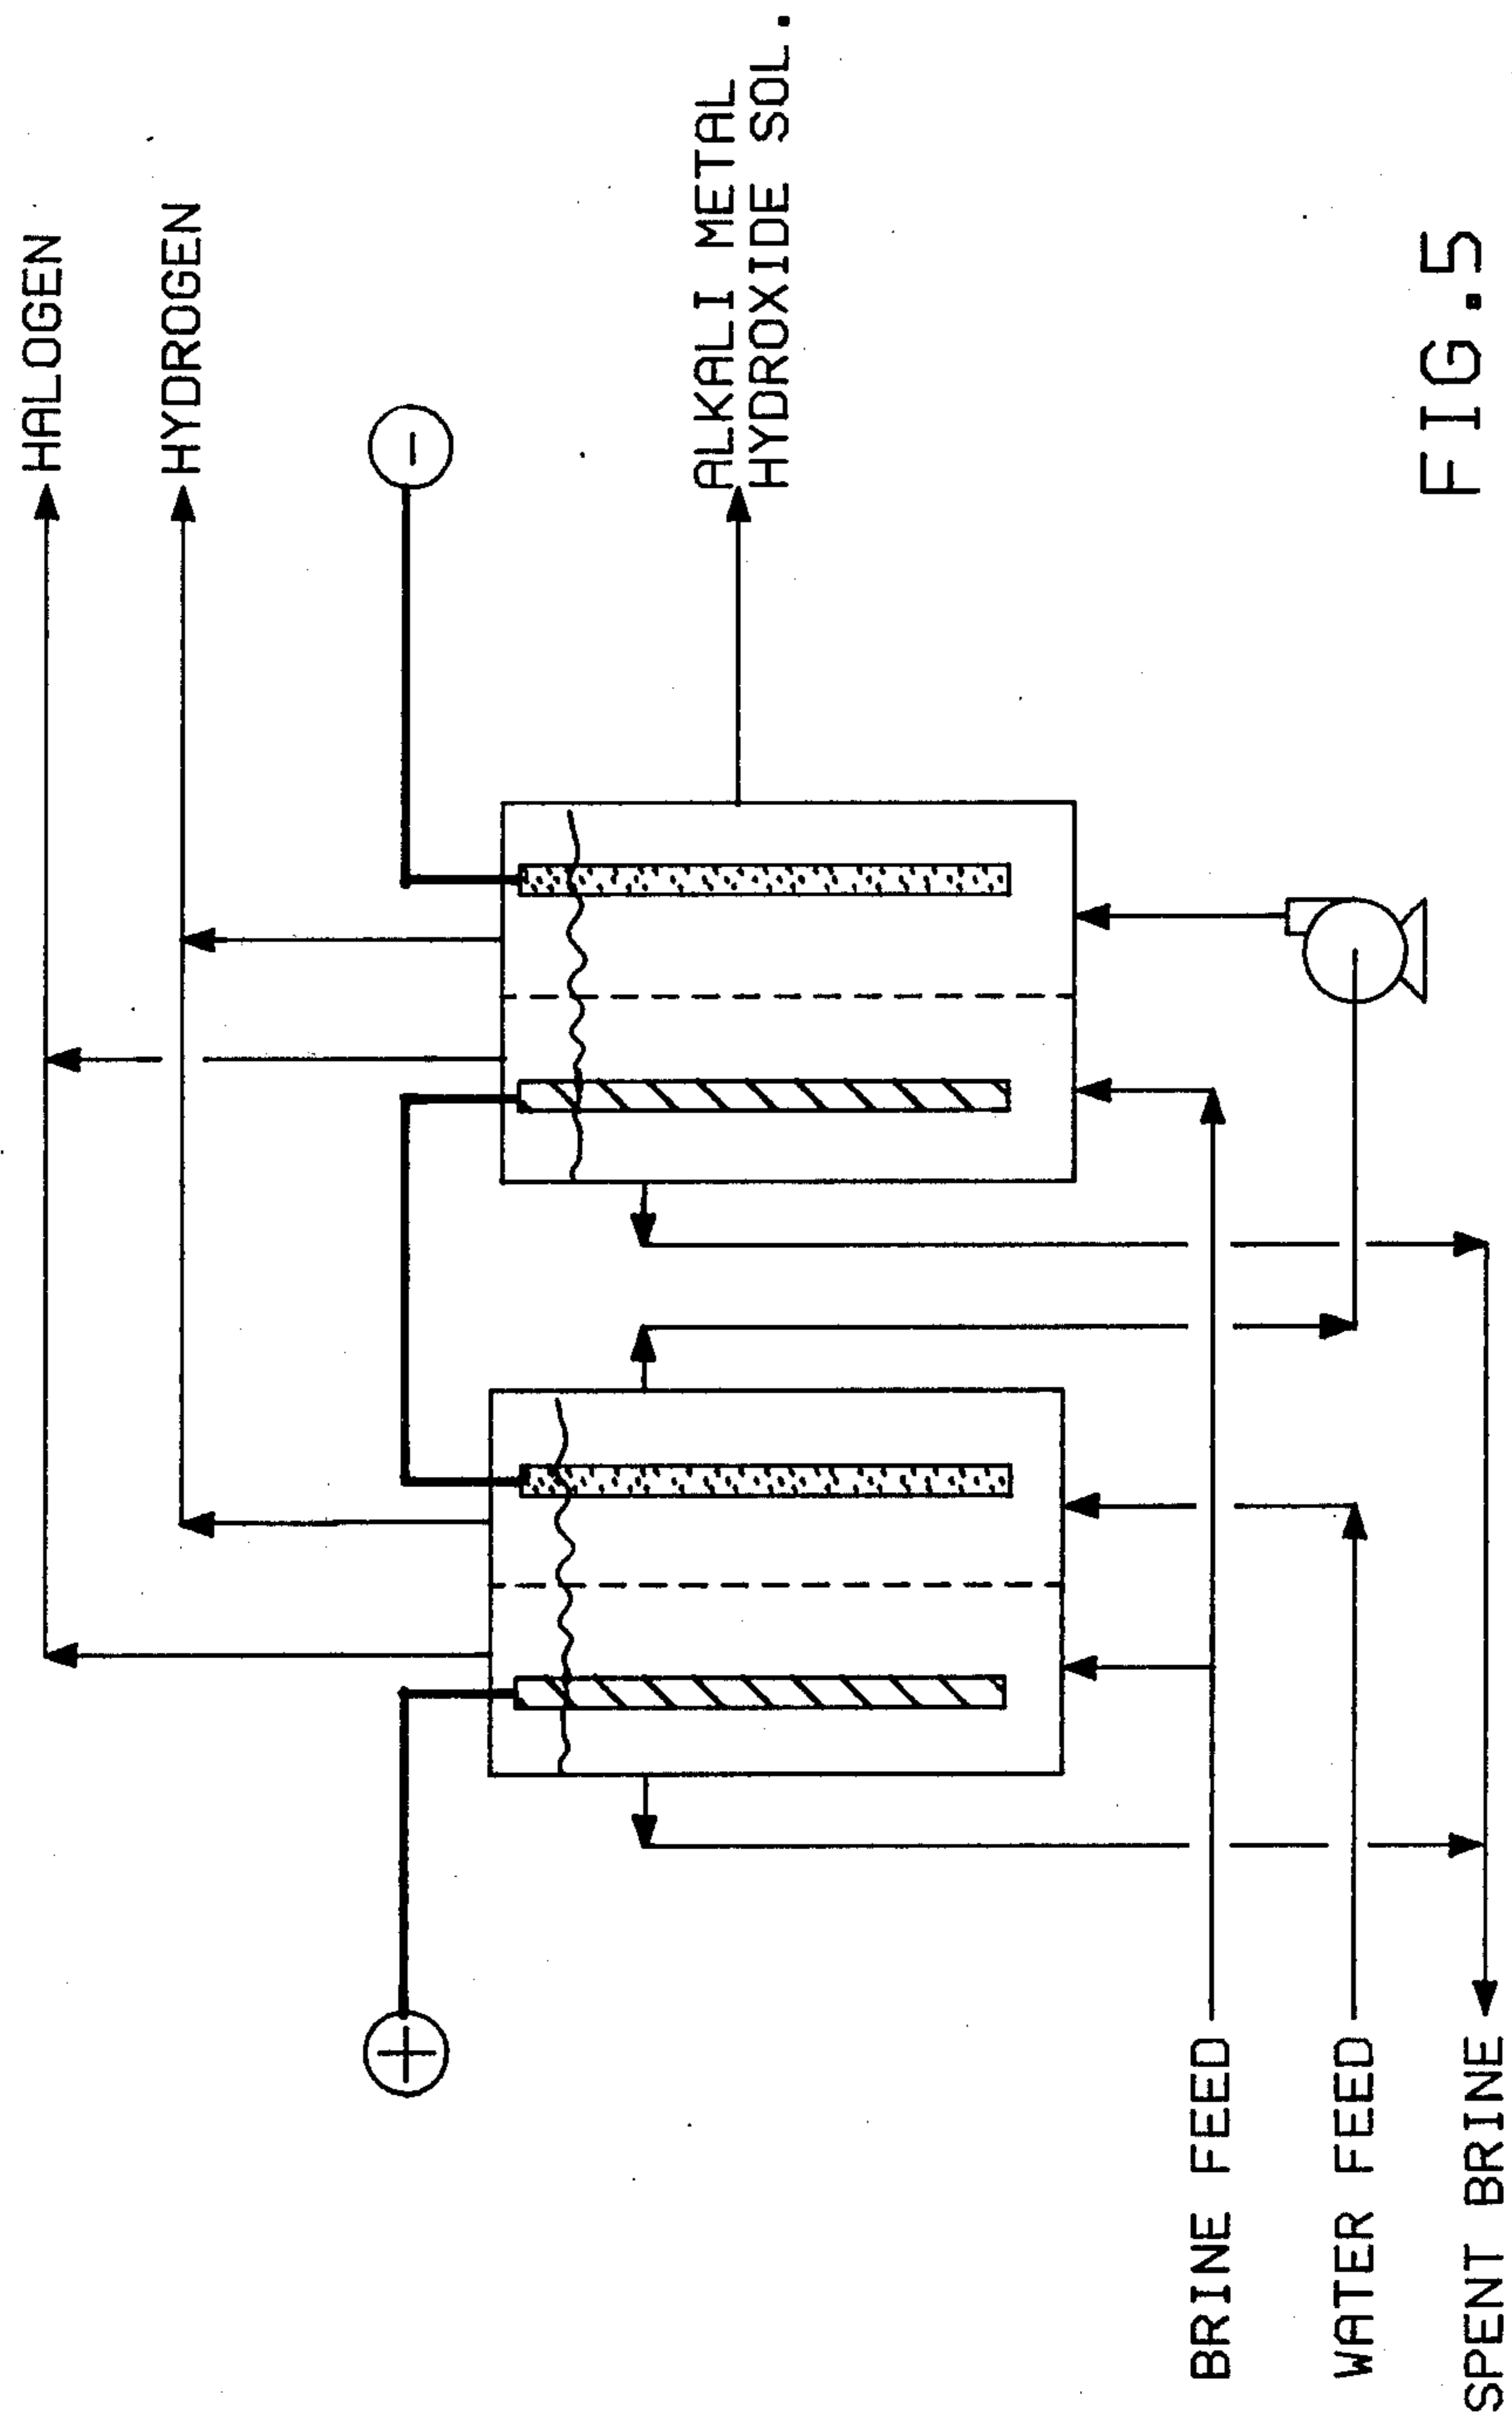 HALOGEN
HYDROGEN
+
-
ALKALI METAL
HYDROXIDE SOL.
BRINE FEED
WATER FEED
SPENT BRINE
FIG.5